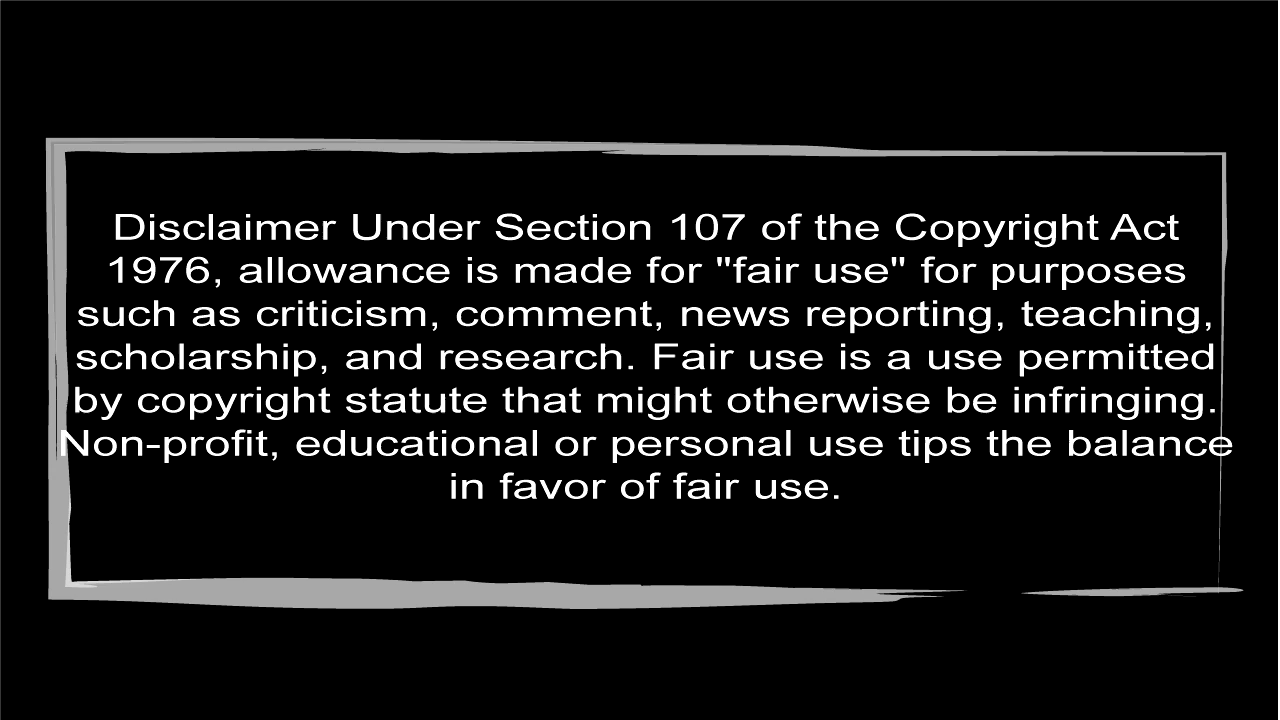 Disclaimer Under Section 107 of the Copyright Act
1976, allowance is made for "fair use" for purposes
such as criticism, comment, news reporting, teaching,
scholarship, and research. Fair use is a use permitted
by copyright statute that might otherwise be infringing.
Non-profit, educational or personal use tips the balance
in favor of fair use.